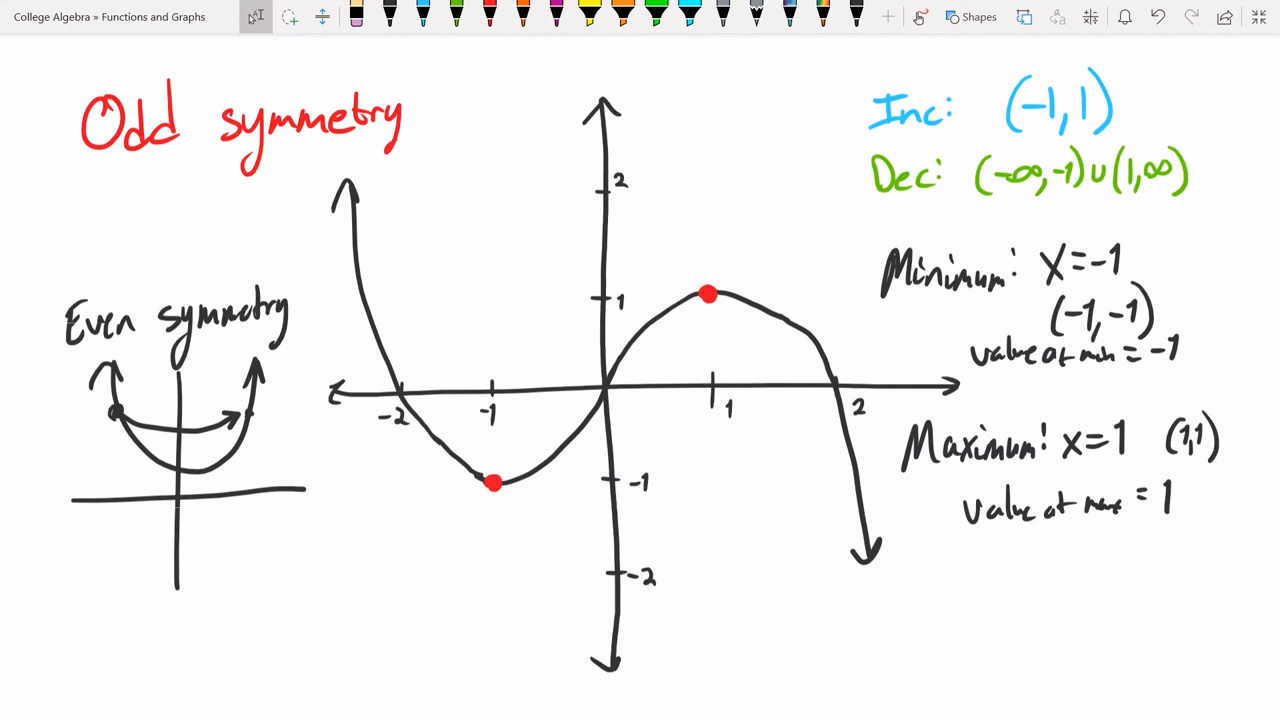 College Algebra » Functions and Graphs
Shapes
Odd symmetry
Inc: (-1, 1)
Dec: (-∞, -1) ∪ (1, ∞)
Minimum: x = -1
(-1, -1)
value at min = -1
Maximum: x = 1 (1,1)
value at max = 1
Even symmetry
2
1
-2
-1
1
2
-1
-2